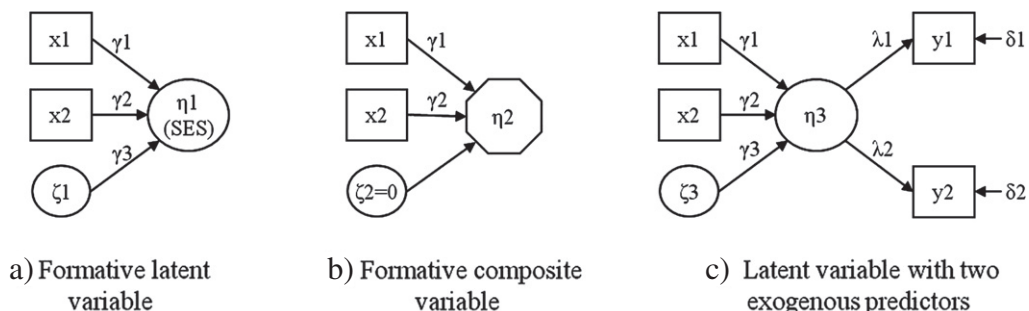 x1
γ1
x2
γ2
η1
(SES)
γ3
ζ1
a) Formative latent
variable
x1
γ1
x2
γ2
η2
ζ2=0
b) Formative composite
variable
x1
γ1
λ1
y1
δ1
x2
γ2
η3
γ3
λ2
ζ3
y2
δ2
c) Latent variable with two
exogenous predictors